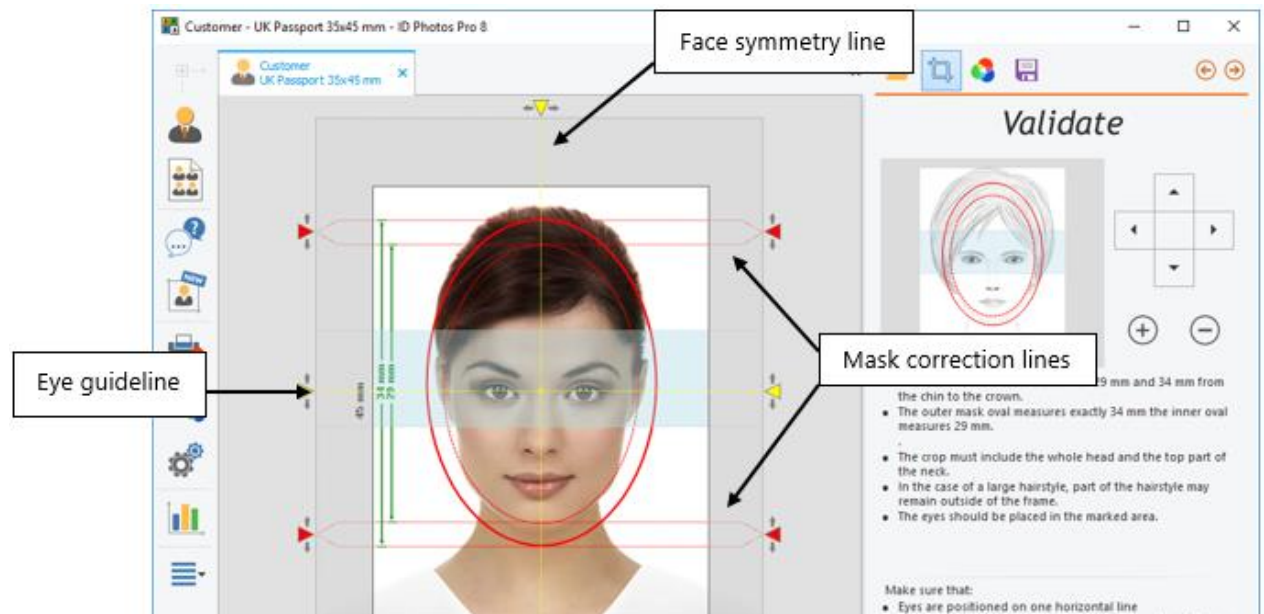 Customer - UK Passport 35x45 mm - ID Photos Pro 8
Face symmetry line
Customer
UK Passport 35x45 mm
Validate
NEW
Eye guideline
45 mm
34 mm
29 mm
Mask correction lines
29 mm and 34 mm from
the chin to the crown.
The outer mask oval measures exactly 34 mm the inner oval
measures 29 mm.
.
The crop must include the whole head and the top part of
the neck.
In the case of a large hairstyle, part of the hairstyle may
remain outside of the frame.
The eyes should be placed in the marked area.
Make sure that:
Eyes are positioned on one horizontal line